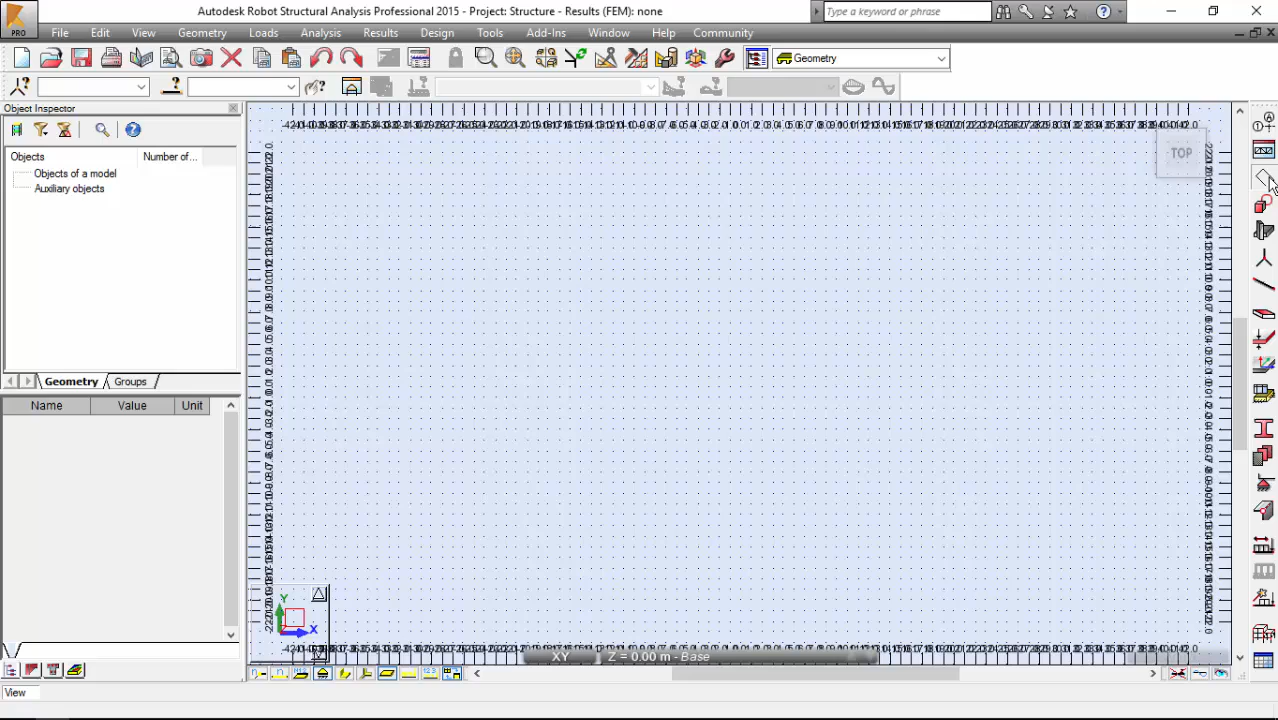 Autodesk Robot Structural Analysis Professional 2015 - Project: Structure - Results (FEM): none
Type a keyword or phrase
PRO
File Edit View Geometry Loads Analysis Results Design Tools Add-Ins Window Help Community
Geometry
Object Inspector
Objects Number of...
Objects of a model
Auxiliary objects
TOP
Geometry Groups
Name Value Unit
Y
X
XY Z = 0.00 m - Base
View